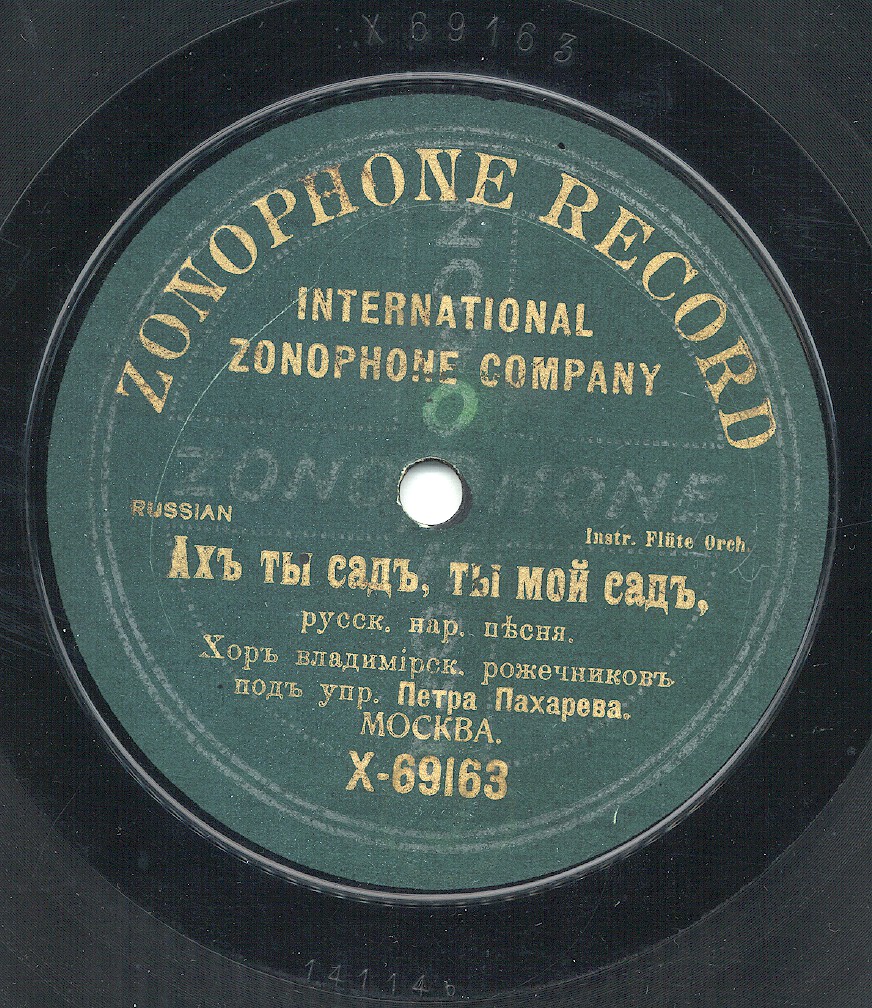 X 69163
ZONOPHONE RECORD
INTERNATIONAL
ZONOPHONE COMPANY
O
ZONOPHONE
RUSSIAN
Instr. Flüte Orch.
Ахъ ты садъ, ты мой садъ,
русск. нар. пѣсня.
Хоръ владимірск. рожечниковъ
подъ упр. Петра Пахарева.
МОСКВА.
X-69163